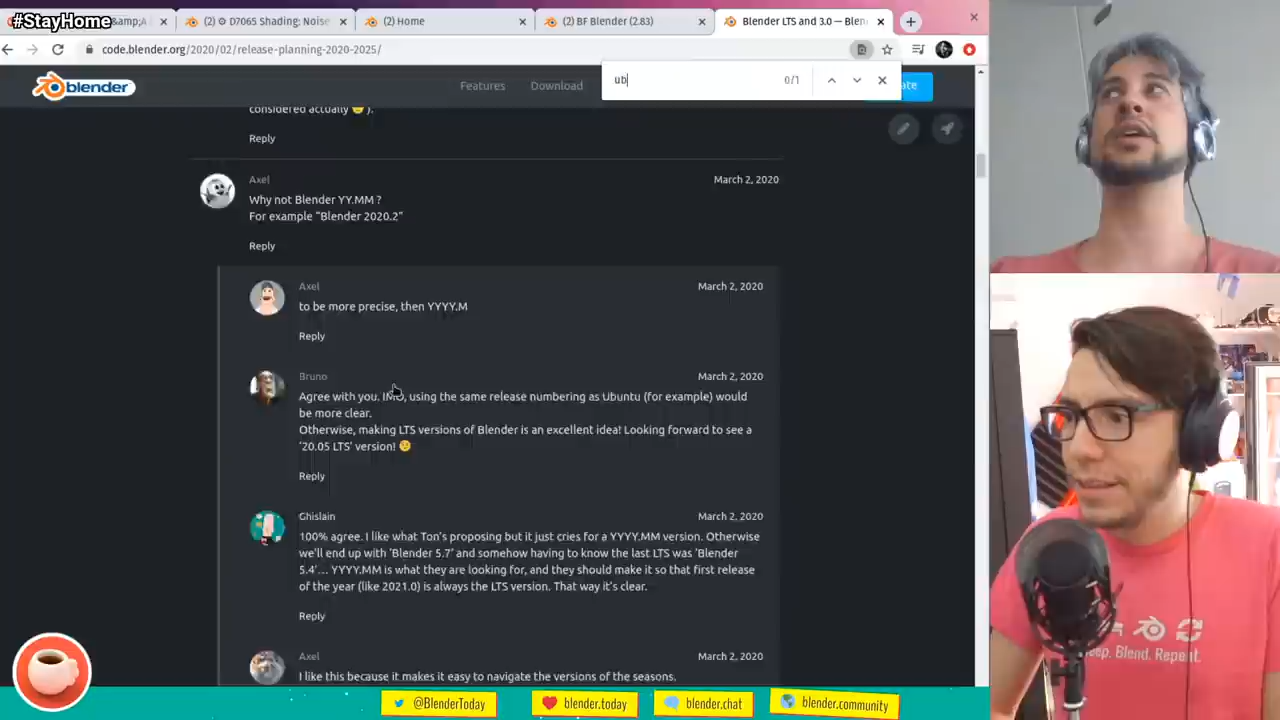 #StayHome
&amp;A
(2) ⚙ D7065 Shading: Noise
(2) Home
(2) BF Blender (2.83)
Blender LTS and 3.0 — Blen
code.blender.org/2020/02/release-planning-2020-2025/
ub
0/1
blender
Features
Download
ate
considered actually 🙂 ).
Reply
Axel
March 2, 2020
Why not Blender YY.MM ?
For example “Blender 2020.2”
Reply
Axel
March 2, 2020
to be more precise, then YYYY.M
Reply
Bruno
March 2, 2020
Agree with you. IMO, using the same release numbering as Ubuntu (for example) would
be more clear.
Otherwise, making LTS versions of Blender is an excellent idea! Looking forward to see a
‘20.05 LTS’ version! 🙂
Reply
Ghislain
March 2, 2020
100% agree. I like what Ton’s proposing but it just cries for a YYYY.MM version. Otherwise
we’ll end up with ‘Blender 5.7’ and somehow having to know the last LTS was ‘Blender
5.4’… YYYY.MM is what they are looking for, and they should make it so that first release
of the year (like 2021.0) is always the LTS version. That way it’s clear.
Reply
Axel
March 2, 2020
I like this because it makes it easy to navigate the versions of the seasons.
eep. Blend. Repeat.
@BlenderToday
blender.today
blender.chat
blender.community